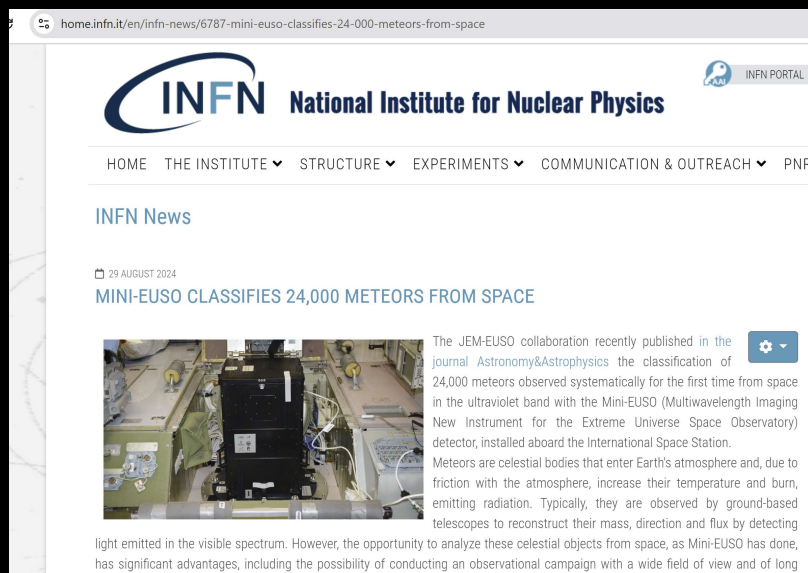 home.infn.it/en/infn-news/6787-mini-euso-classifies-24-000-meteors-from-space
INFN National Institute for Nuclear Physics
AAI INFN PORTAL
HOME THE INSTITUTE STRUCTURE EXPERIMENTS COMMUNICATION & OUTREACH
INFN News
29 AUGUST 2024
MINI-EUSO CLASSIFIES 24,000 METEORS FROM SPACE
The JEM-EUSO collaboration recently published in the
journal Astronomy&Astrophysics the classification of
24,000 meteors observed systematically for the first time from space
in the ultraviolet band with the Mini-EUSO (Multiwavelength Imaging
New Instrument for the Extreme Universe Space Observatory)
detector, installed aboard the International Space Station.
Meteors are celestial bodies that enter Earth's atmosphere and, due to
friction with the atmosphere, increase their temperature and burn,
emitting radiation. Typically, they are observed by ground-based
telescopes to reconstruct their mass, direction and flux by detecting
light emitted in the visible spectrum. However, the opportunity to analyze these celestial objects from space, as Mini-EUSO has done,
has significant advantages, including the possibility of conducting an observational campaign with a wide field of view and of long